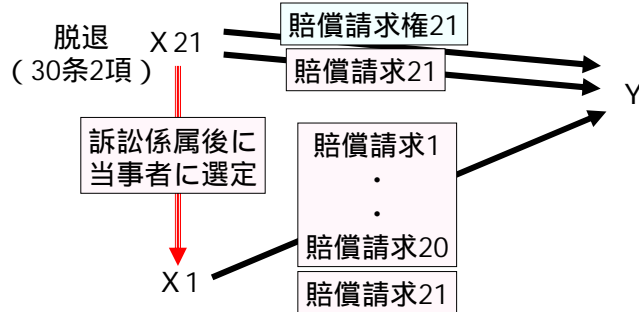 賠償請求権21
脱退
X21
(30条2項)
賠償請求21
Y
訴訟係属後に
当事者に選定
賠償請求1
・
・
賠償請求20
X1
賠償請求21